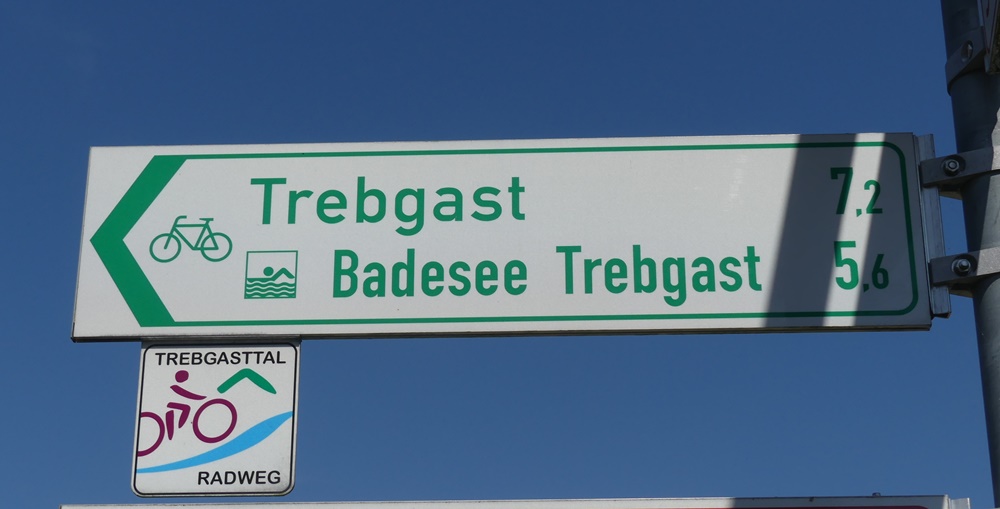 Trebgast 7,2
Badesee Trebgast 5,6
TREBGASTTAL
RADWEG